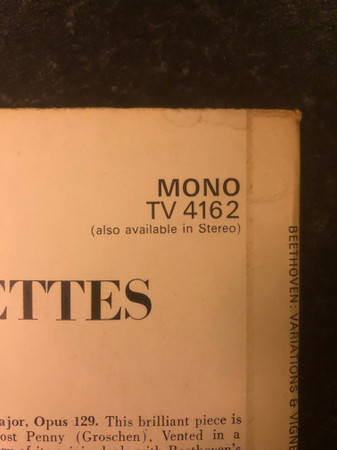 MONO
TV 4162
(also available in Stereo)
ETTES
BEETHOVEN: VARIATIONS & VIGNE
ajor, Opus 129. This brilliant piece is
ost Penny (Groschen), Vented in a